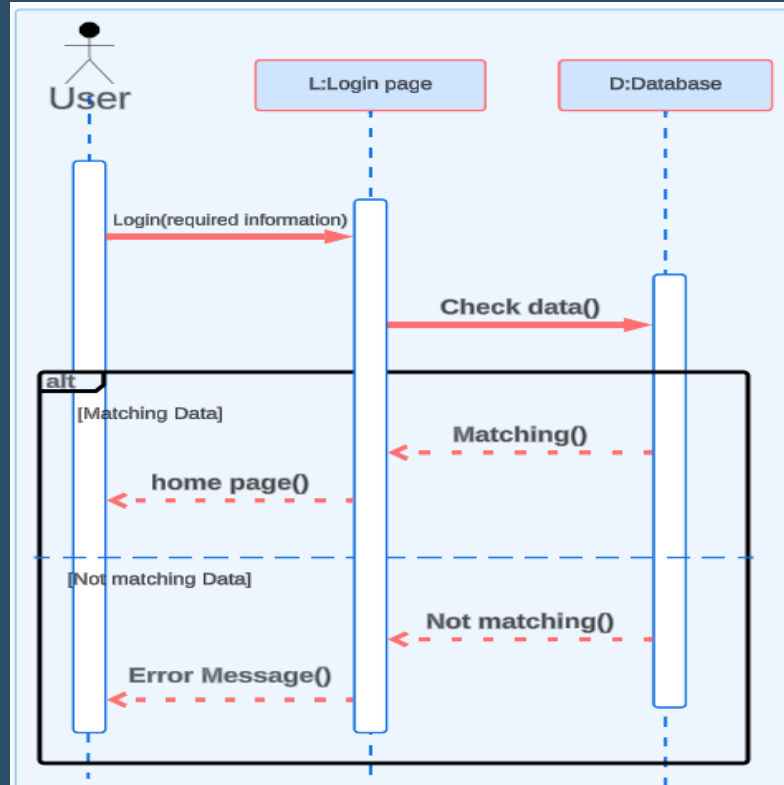 User
L:Login page
D:Database
Login(required information)
Check data()
alt
[Matching Data]
Matching()
home page()
[Not matching Data]
Not matching()
Error Message()